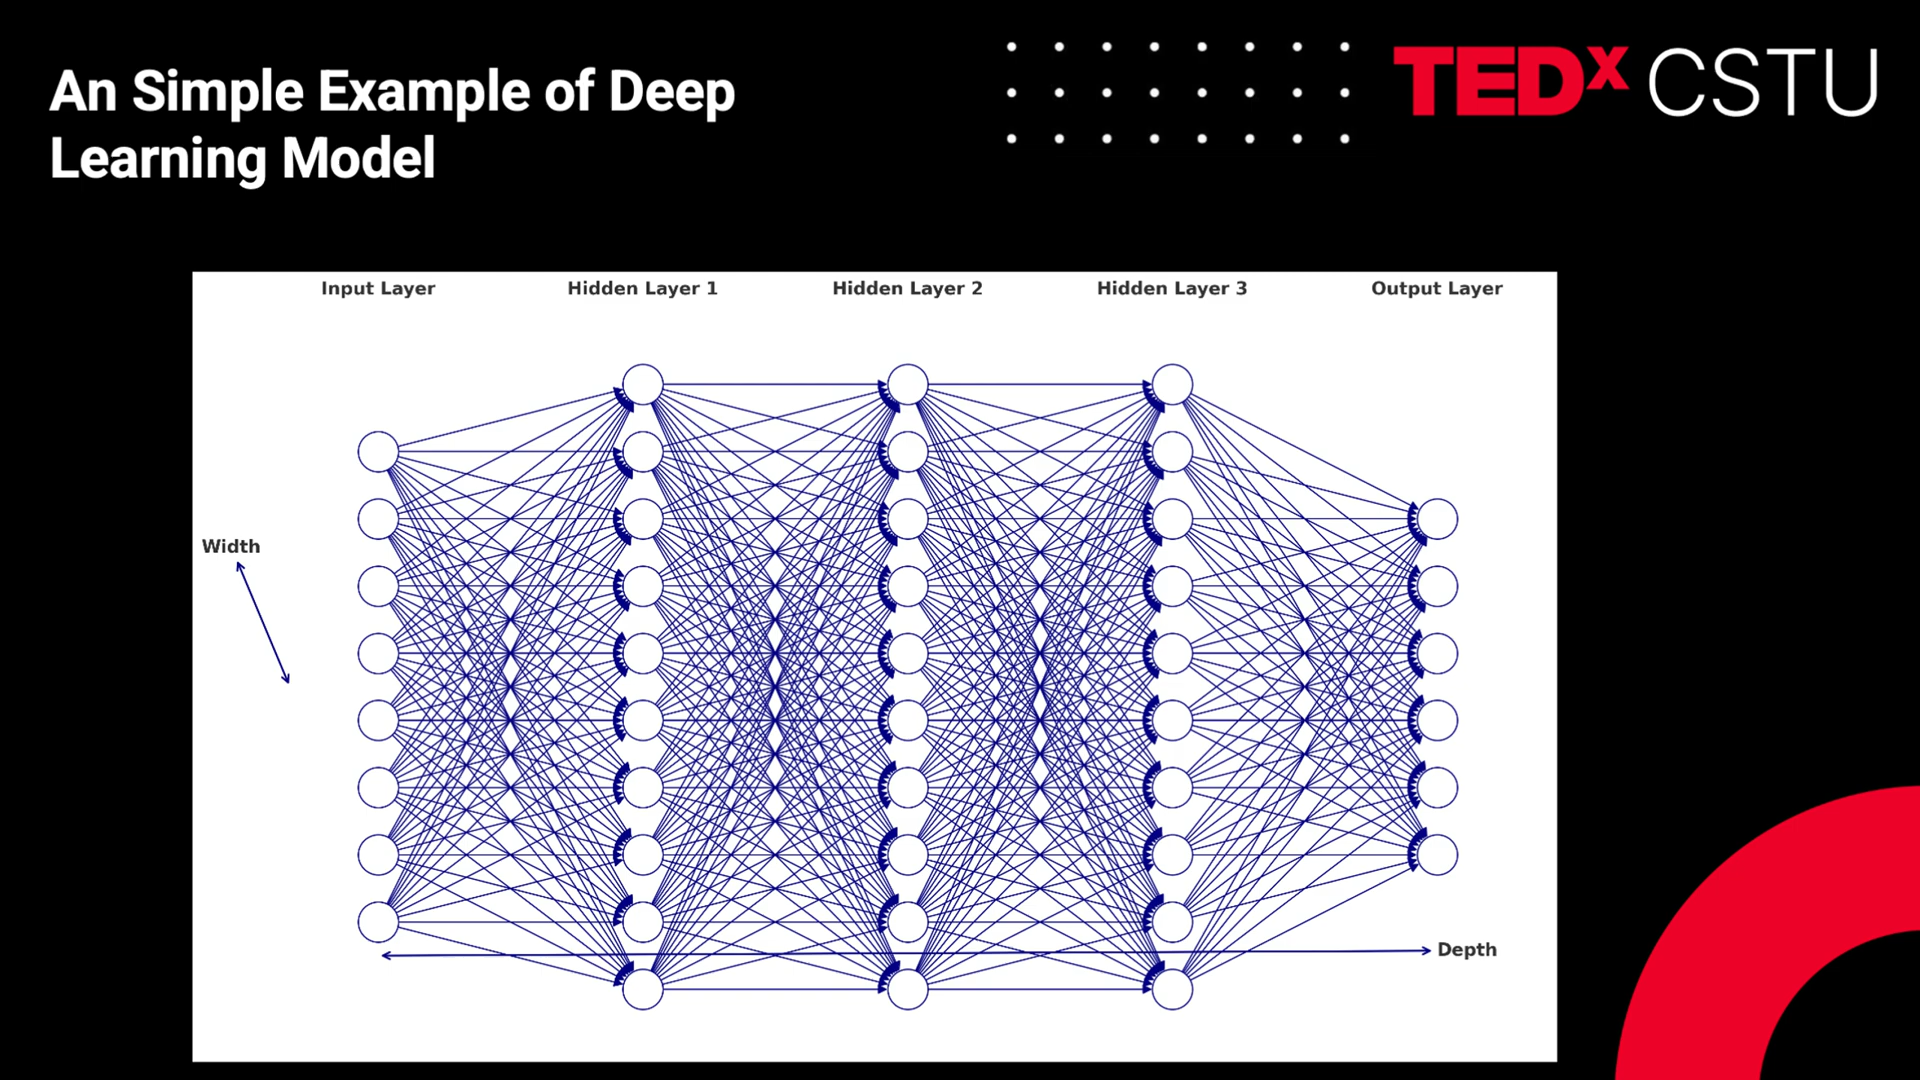 An Simple Example of Deep
Learning Model
TEDx CSTU
Input Layer
Hidden Layer 1
Hidden Layer 2
Hidden Layer 3
Output Layer
Width
Depth